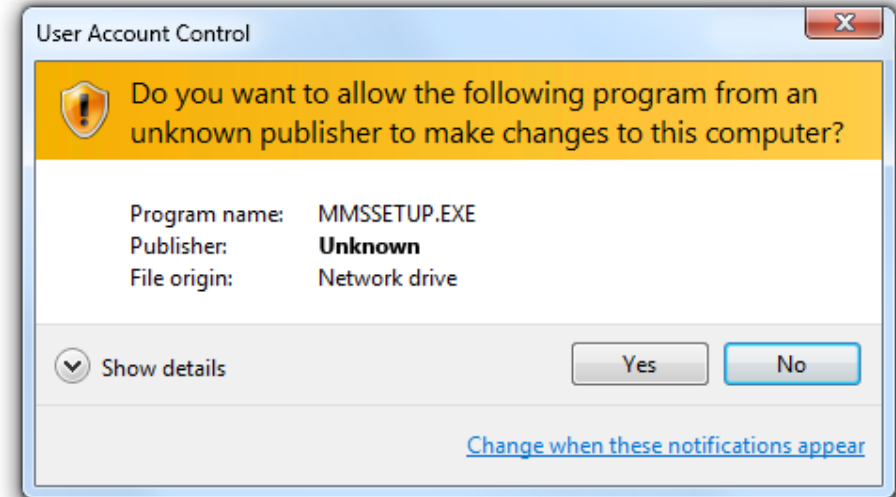 User Account Control
Do you want to allow the following program from an
unknown publisher to make changes to this computer?
Program name: MMSSETUP.EXE
Publisher: Unknown
File origin: Network drive
Show details
Yes
No
Change when these notifications appear